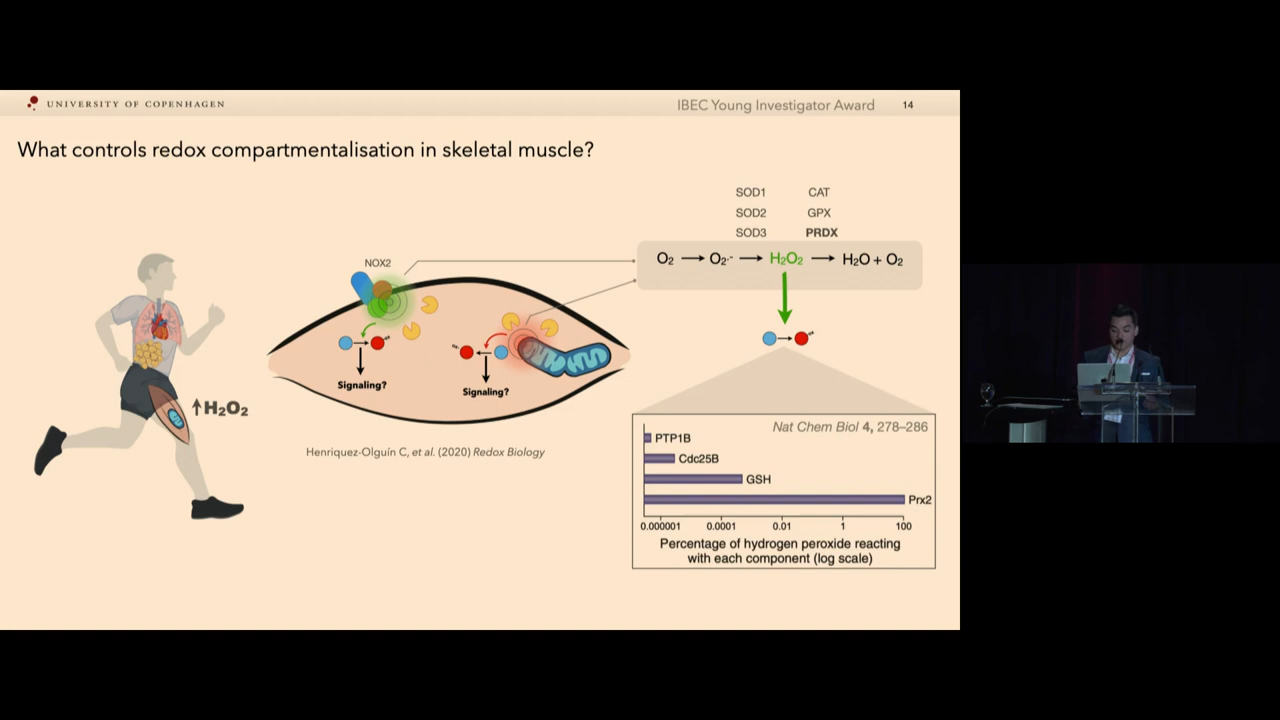 UNIVERSITY OF COPENHAGEN
IBEC Young Investigator Award 14
What controls redox compartmentalisation in skeletal muscle?
↑H₂O₂
NOX2
Signaling?
Signaling?
Henriquez-Olguín C, et al. (2020) Redox Biology
SOD1 CAT
SOD2 GPX
SOD3 PRDX
O₂ → O₂·⁻ → H₂O₂ → H₂O + O₂
Nat Chem Biol 4, 278–286
PTP1B
Cdc25B
GSH
Prx2
0.000001 0.0001 0.01 1 100
Percentage of hydrogen peroxide reacting
with each component (log scale)